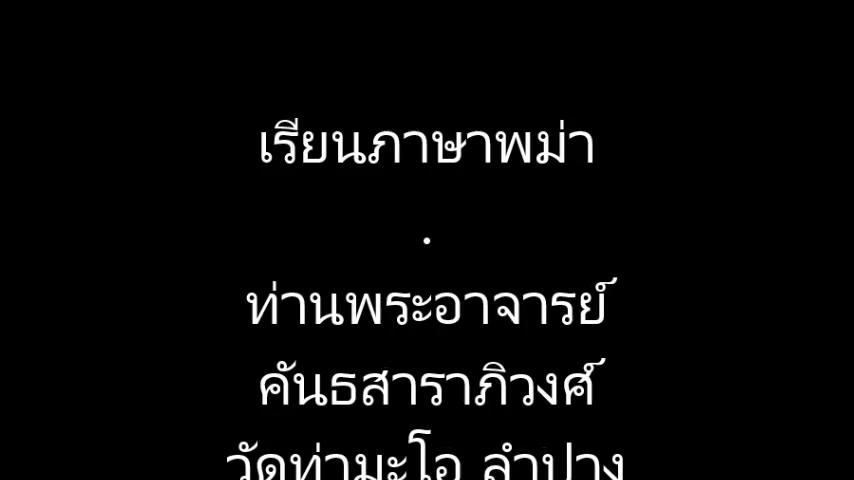 เรียนภาษาพม่า
.
ท่านพระอาจารย์
คันธสาราภิวงศ์
วัดท่ามะโอ ลำปาง